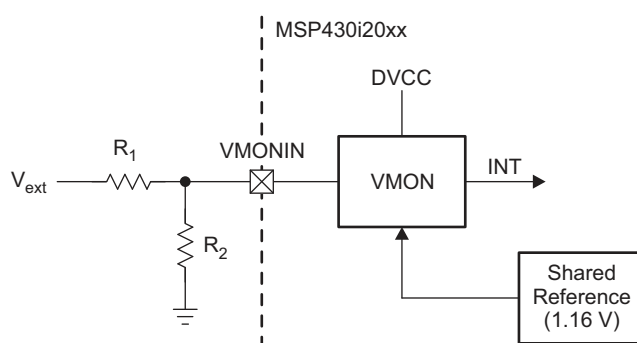 MSP430i20xx
DVCC
R1
VMONIN
INT
Vext
VMON
R2
Shared
Reference
(1.16 V)